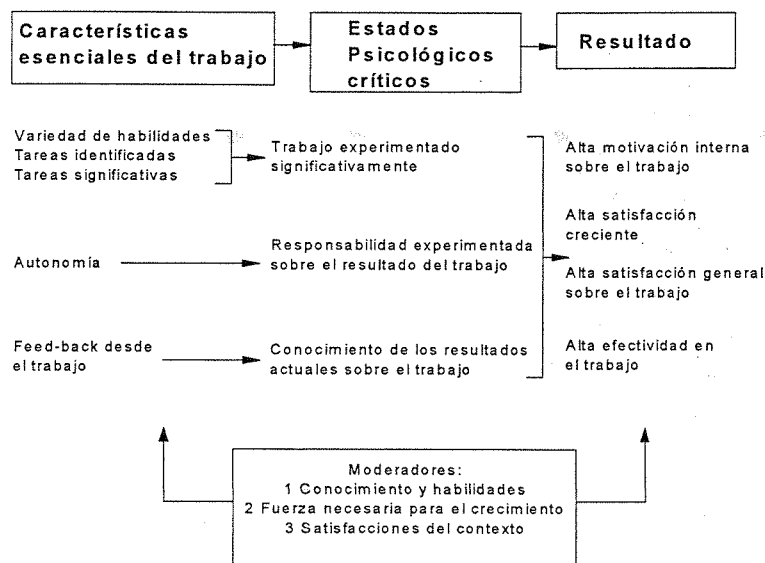 Características
esenciales del trabajo
Estados
Psicológicos
críticos
Resultado
Variedad de habilidades
Tareas identificadas
Tareas significativas
Trabajo experimentado
significativamente
Autonomía
Responsabilidad experimentada
sobre el resultado del trabajo
Feed-back desde
el trabajo
Conocimiento de los resultados
actuales sobre el trabajo
Alta motivación interna
sobre el trabajo
Alta satisfacción
creciente
Alta satisfacción general
sobre el trabajo
Alta efectividad en
el trabajo
Moderadores:
1 Conocimiento y habilidades
2 Fuerza necesaria para el crecimiento
3 Satisfacciones del contexto